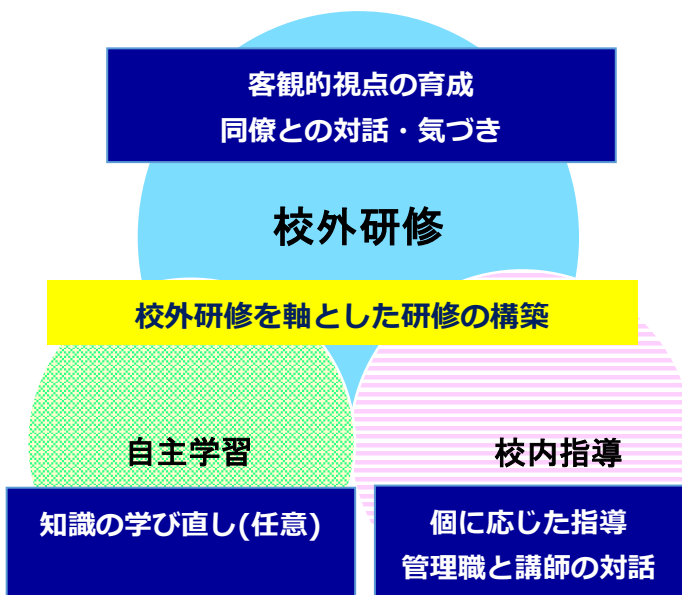 客観的視点の育成
同僚との対話・気づき
校外研修
校外研修を軸とした研修の構築
自主学習
校内指導
知識の学び直し(任意)
個に応じた指導
管理職と講師の対話